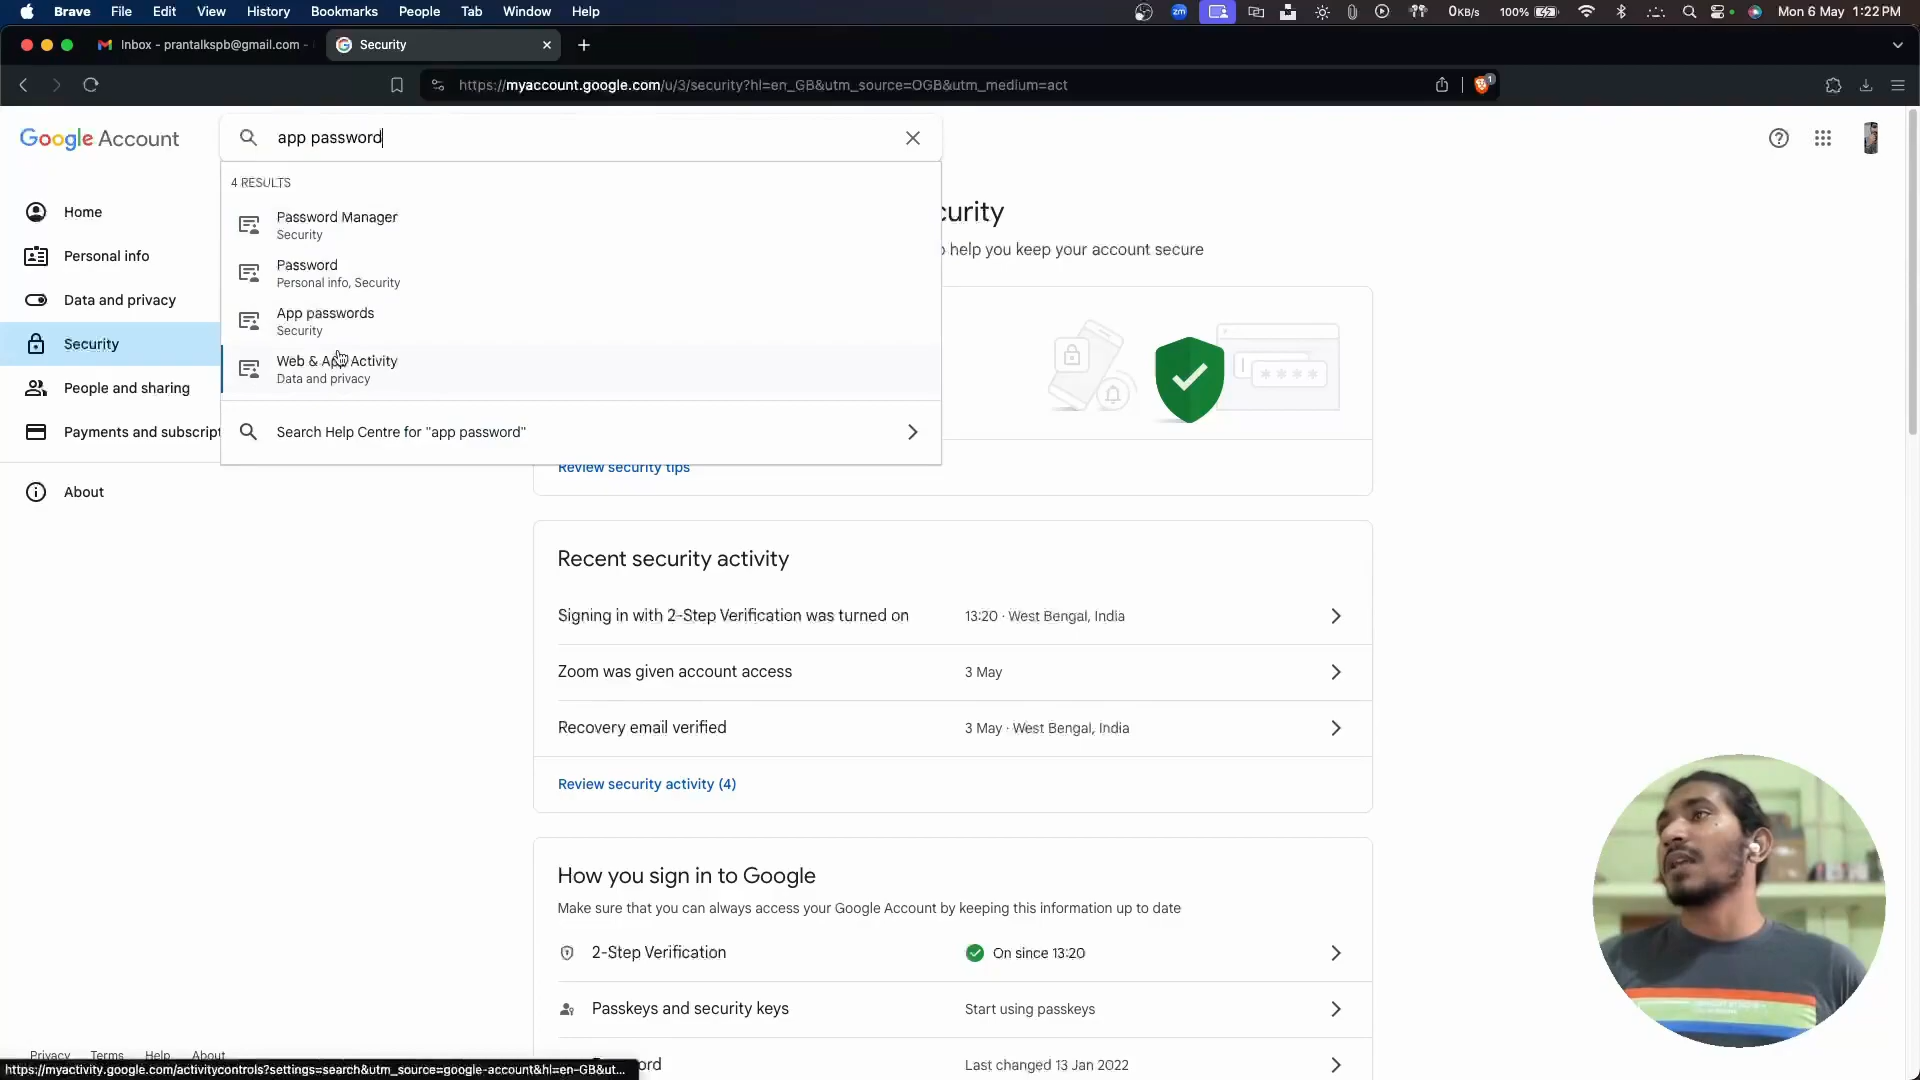 Brave File Edit View History Bookmarks People Tab Window Help
zm
0KB/s 100% Mon 6 May 1:22 PM
Inbox - prantalkspb@gmail.com -
Security
https://myaccount.google.com/u/3/security?hl=en_GB&utm_source=OGB&utm_medium=act
1
Google Account
app password
4 RESULTS
Password Manager
Security
Password
Personal info, Security
App passwords
Security
Web & App Activity
Data and privacy
Search Help Centre for "app password"
Home
Personal info
Data and privacy
Security
People and sharing
Payments and subscript
About
curity
help you keep your account secure
Review security tips
Recent security activity
Signing in with 2-Step Verification was turned on 13:20 · West Bengal, India
Zoom was given account access 3 May
Recovery email verified 3 May · West Bengal, India
Review security activity (4)
How you sign in to Google
Make sure that you can always access your Google Account by keeping this information up to date
2-Step Verification On since 13:20
Passkeys and security keys Start using passkeys
Last changed 13 Jan 2022
Privacy Terms Help About
https://myactivity.google.com/activitycontrols?settings=search&utm_source=google-account&hl=en-GB&ut...